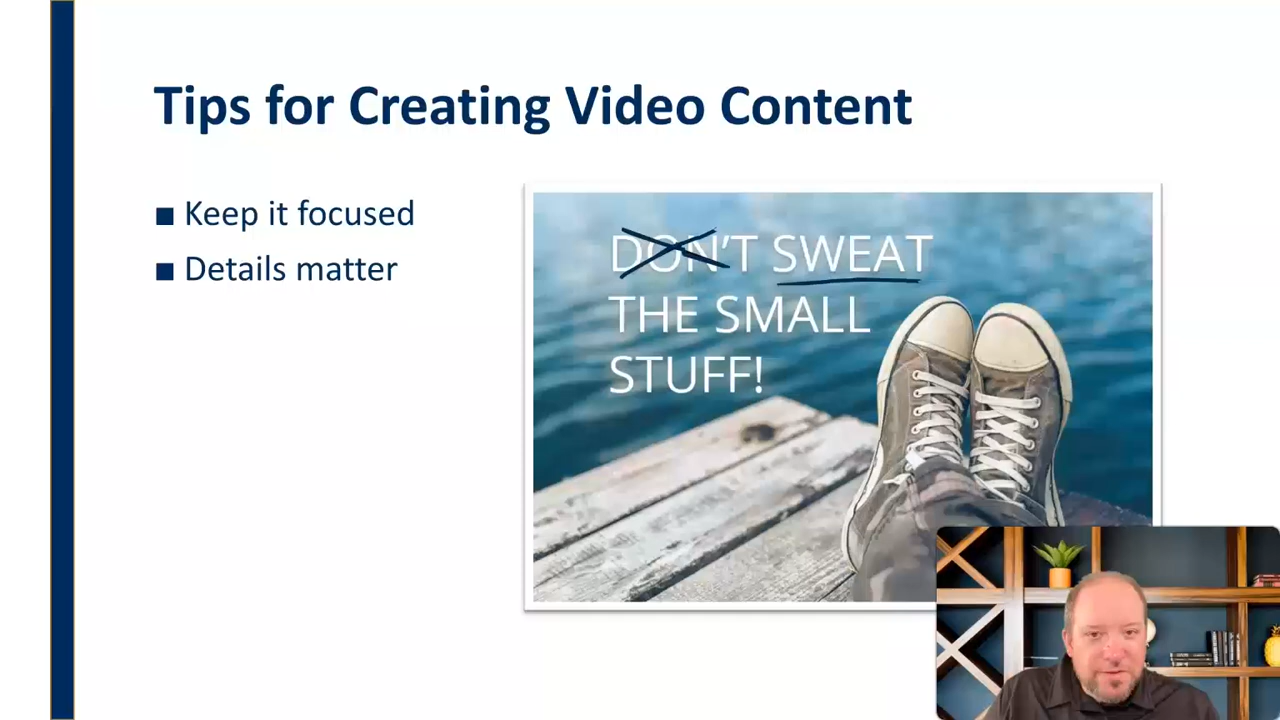 Tips for Creating Video Content
■ Keep it focused
■ Details matter
DON'T SWEAT
THE SMALL
STUFF!